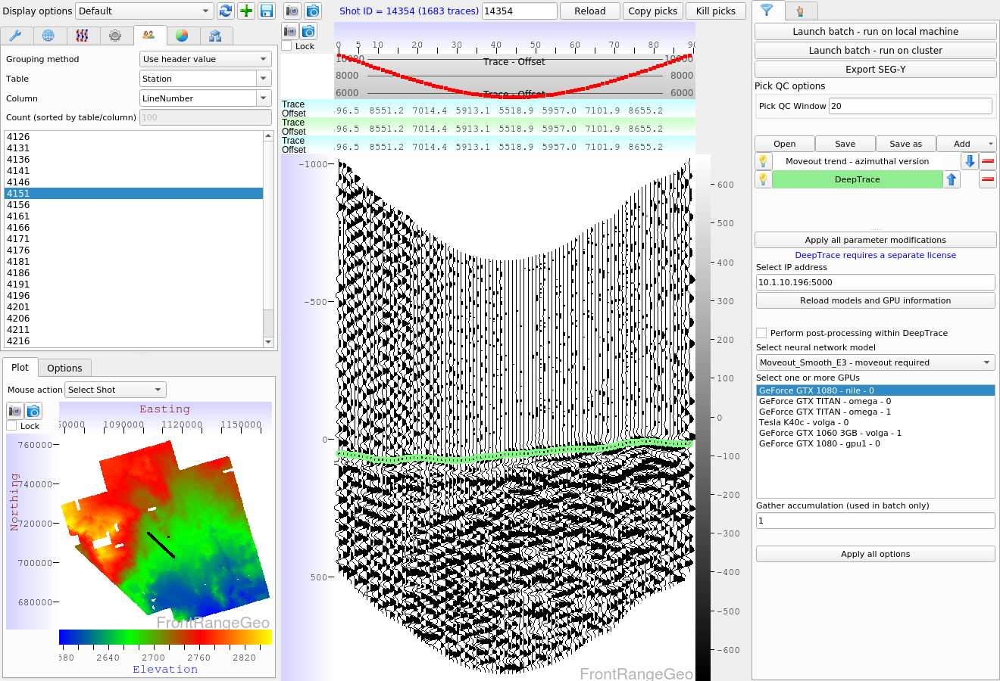 Display options Default
Shot ID = 14354 (1683 traces) 14354 Reload Copy picks Kill picks
Lock
Grouping method Use header value
Table Station
Column LineNumber
Count (sorted by table/column) 100
4126
4131
4136
4141
4146
4151
4156
4161
4166
4171
4176
4181
4186
4191
4196
4201
4206
4211
4216
Plot Options
Mouse action Select Shot
Lock
Easting
1090000 1120000 1150000
Northing
760000
740000
720000
700000
680000
FrontRangeGeo
580 2640 2700 2760 2820
Elevation
0 5 10 20 30 40 50 60 70 80 90
10000 Trace - Offset 10000
8000 8000
6000 Trace - Offset 6000
Trace
Offset :96.5 8551.2 7014.4 5913.1 5518.9 5957.0 7101.9 8655.2
Trace
Offset :96.5 8551.2 7014.4 5913.1 5518.9 5957.0 7101.9 8655.2
Trace
Offset :96.5 8551.2 7014.4 5913.1 5518.9 5957.0 7101.9 8655.2
-1000
-500
0
500
600
500
400
300
200
100
0
-100
-200
-300
-400
-500
-600
FrontRangeGeo
Launch batch - run on local machine
Launch batch - run on cluster
Export SEG-Y
Pick QC options
Pick QC Window 20
Open Save Save as Add
Moveout trend - azimuthal version
DeepTrace
Apply all parameter modifications
DeepTrace requires a separate license
Select IP address
10.1.10.196:5000
Reload models and GPU information
Perform post-processing within DeepTrace
Select neural network model
Moveout_Smooth_E3 - moveout required
Select one or more GPUs
GeForce GTX 1080 - nile - 0
GeForce GTX TITAN - omega - 0
GeForce GTX TITAN - omega - 1
Tesla K40c - volga - 0
GeForce GTX 1060 3GB - volga - 1
GeForce GTX 1080 - gpu1 - 0
Gather accumulation (used in batch only)
1
Apply all options